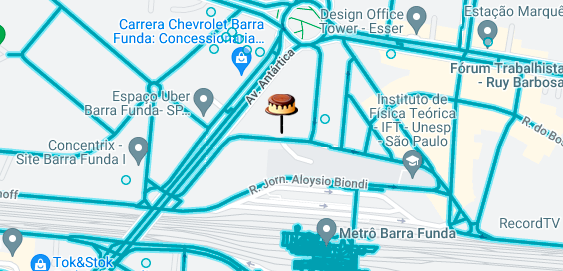 Carrera Chevrolet Barra
Funda: Concessionária...
Design Office
Tower - Esser
Estação Marquê
Av. Antártica
Fórum Trabalhista
- Ruy Barbosa
Espaço Uber
Barra Funda- SP...
Instituto de
Física Teórica
- IFT - Unesp
- São Paulo
R. do Bos
Concentrix -
Site Barra Funda I
R. Jorn. Aloysio Biondi
noff
RecordTV
Metrô Barra Funda
Tok&Stok